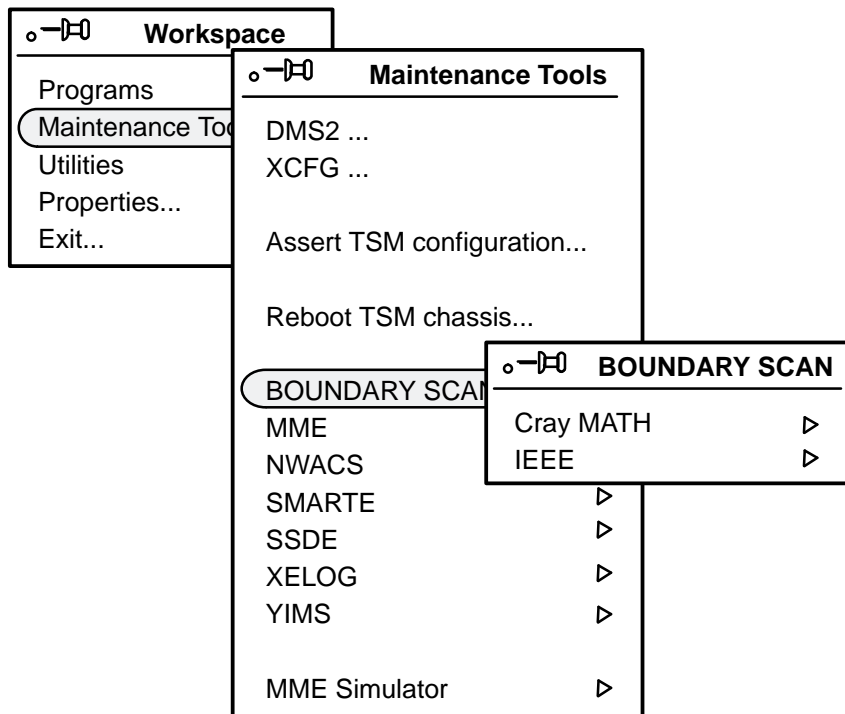 Workspace
Programs
Maintenance Too
Utilities
Properties...
Exit...
Maintenance Tools
DMS2 ...
XCFG ...
Assert TSM configuration...
Reboot TSM chassis...
BOUNDARY SCAN
MME
NWACS
SMARTE
SSDE
XELOG
YIMS
MME Simulator
BOUNDARY SCAN
Cray MATH
IEEE